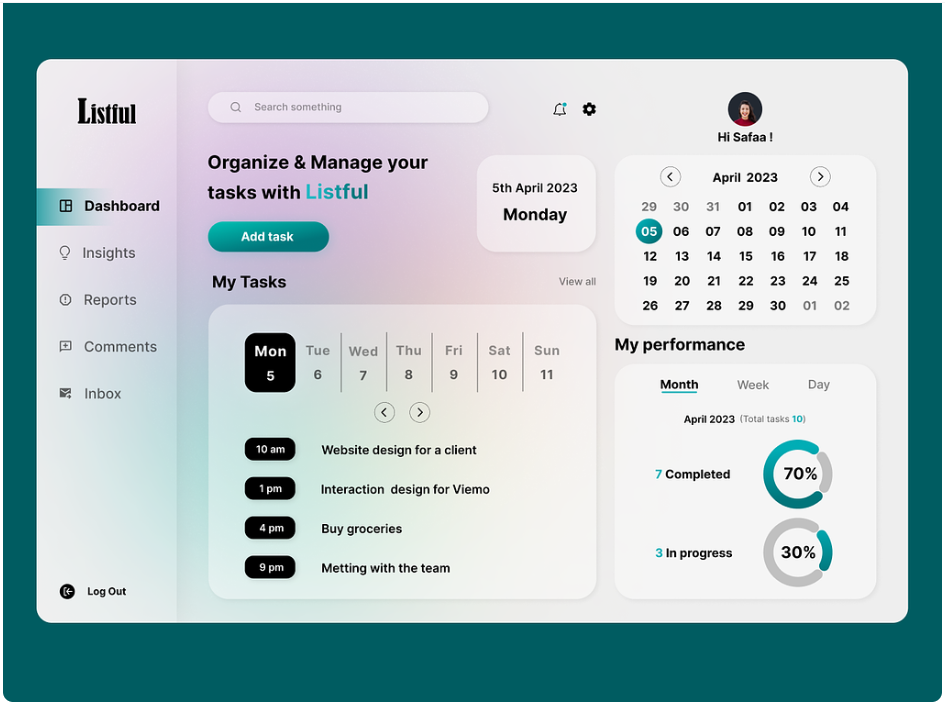 Listful
Dashboard
Insights
Reports
Comments
Inbox
Log Out
Search something
Organize & Manage your
tasks with Listful
Add task
5th April 2023
Monday
My Tasks
View all
Mon Tue Wed Thu Fri Sat Sun
5 6 7 8 9 10 11
10 am Website design for a client
1 pm Interaction design for Viemo
4 pm Buy groceries
9 pm Metting with the team
Hi Safaa !
April 2023
29 30 31 01 02 03 04
05 06 07 08 09 10 11
12 13 14 15 16 17 18
19 20 21 22 23 24 25
26 27 28 29 30 01 02
My performance
Month Week Day
April 2023 (Total tasks 10)
7 Completed 70%
3 In progress 30%